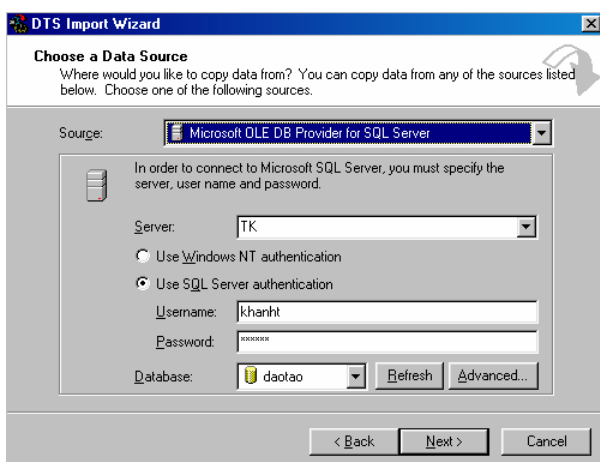 DTS Import Wizard
Choose a Data Source
Where would you like to copy data from? You can copy data from any of the sources listed
below. Choose one of the following sources.
Source: Microsoft OLE DB Provider for SQL Server
In order to connect to Microsoft SQL Server, you must specify the
server, user name and password.
Server: TK
Use Windows NT authentication
Use SQL Server authentication
Username: khanht
Password: xxxxxx
Database: daotao Refresh Advanced...
< Back Next > Cancel